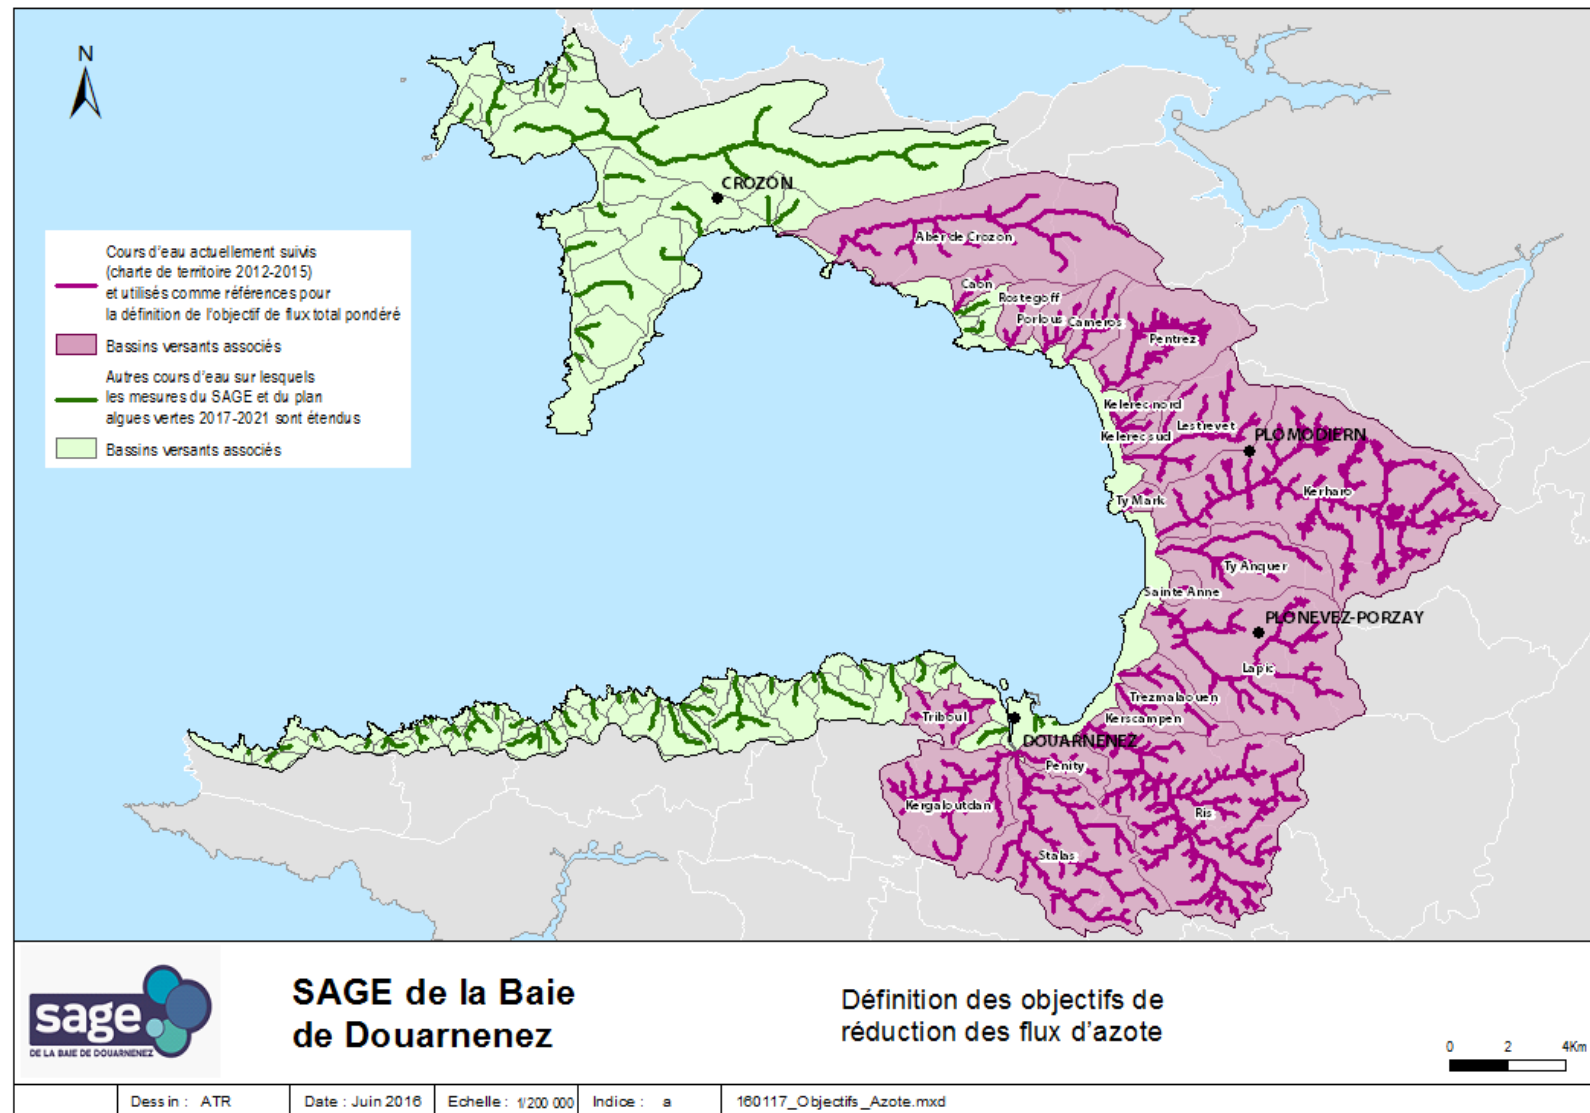 N
CROZON
Aber de Crozon
Cours d'eau actuellement suivis
(charte de territoire 2012-2015)
et utilisés comme références pour
la définition de l'objectif de flux total pondéré
Bassins versants associés
Autres cours d'eau sur lesquels
les mesures du SAGE et du plan
algues vertes 2017-2021 sont étendus
Bassins versants associés
Caon
Rostegoff
Porlous
Cameros
Pentrez
Kelerec nord
Lestrevet
Kelerec sud
PLOMODIERN
Kerharo
Ty Mark
Ty Anquer
Sainte Anne
PLONEVEZ-PORZAY
Lapic
Trezmalaouen
Kerscampen
Triboul
DOUARNENEZ
Penity
Kergaloutdan
Ris
Stalas
sage
DE LA BAIE DE DOUARNENEZ
SAGE de la Baie
de Douarnenez
Définition des objectifs de
réduction des flux d'azote
0 2 4Km
Dessin : ATR
Date : Juin 2016
Echelle : 1/200 000
Indice : a
160117_Objectifs_Azote.mxd